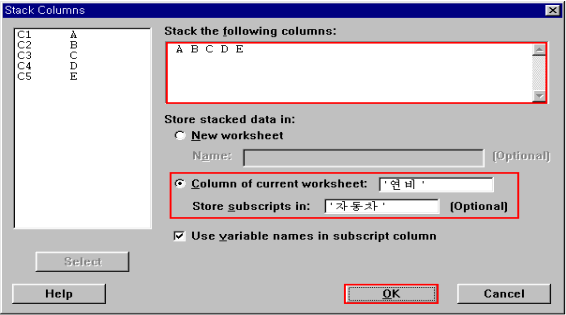 Stack Columns
C1 A
C2 B
C3 C
C4 D
C5 E
Stack the following columns:
A B C D E
Store stacked data in:
New worksheet
Name: (Optional)
Column of current worksheet: '연비'
Store subscripts in: '자동차' (Optional)
Use variable names in subscript column
Select
Help OK Cancel